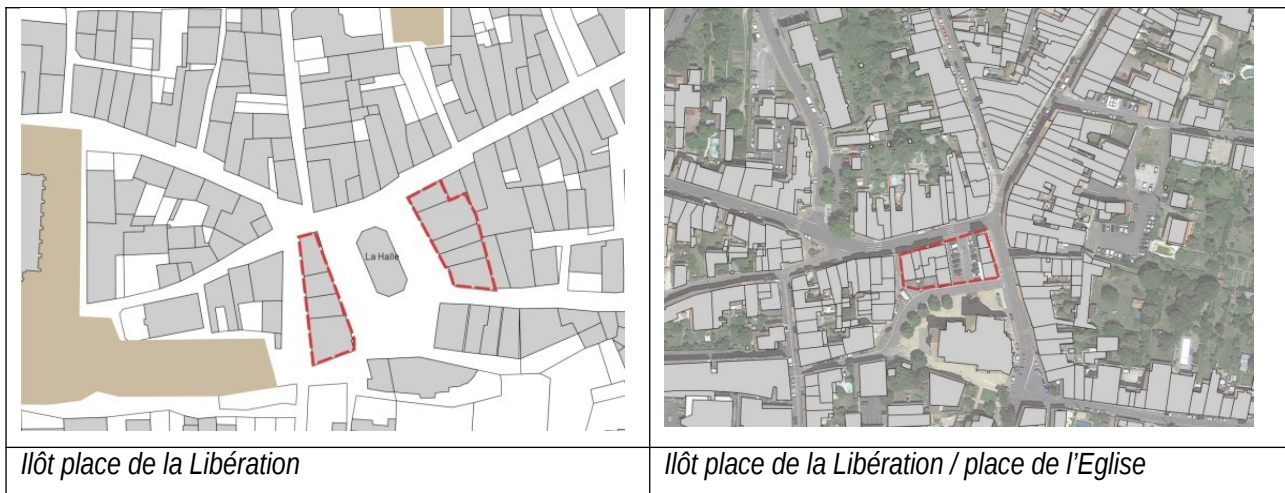 La Halle
Ilôt place de la Libération
Ilôt place de la Libération / place de l’Eglise